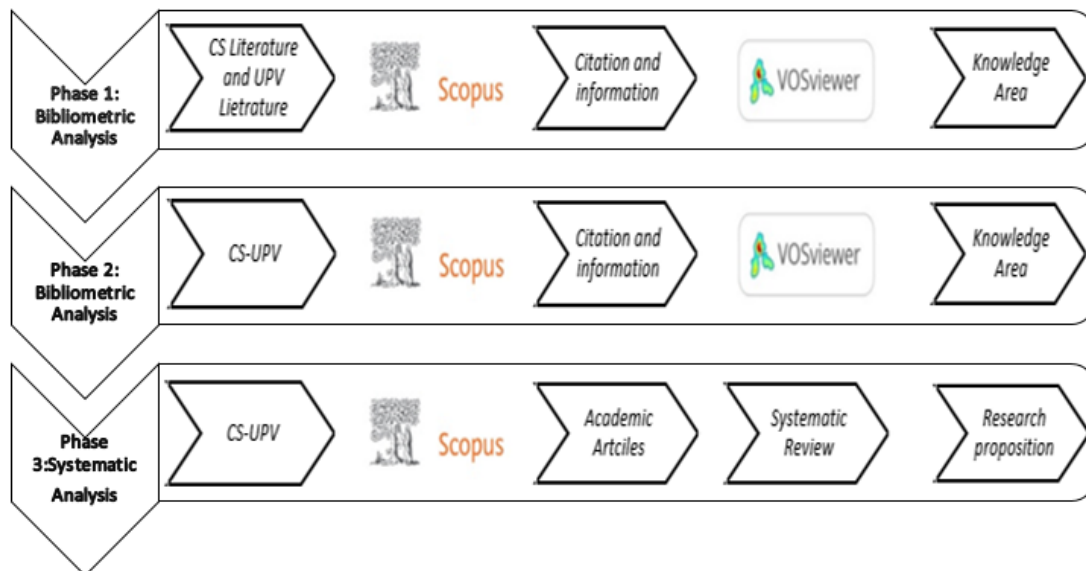 Phase 1:
Bibliometric
Analysis
CS Literature
and UPV
Lietrature
Scopus
Citation and
information
VOSviewer
Knowledge
Area
Phase 2:
Bibliometric
Analysis
CS-UPV
Scopus
Citation and
information
VOSviewer
Knowledge
Area
Phase
3:Systematic
Analysis
CS-UPV
Scopus
Academic
Artciles
Systematic
Review
Research
proposition